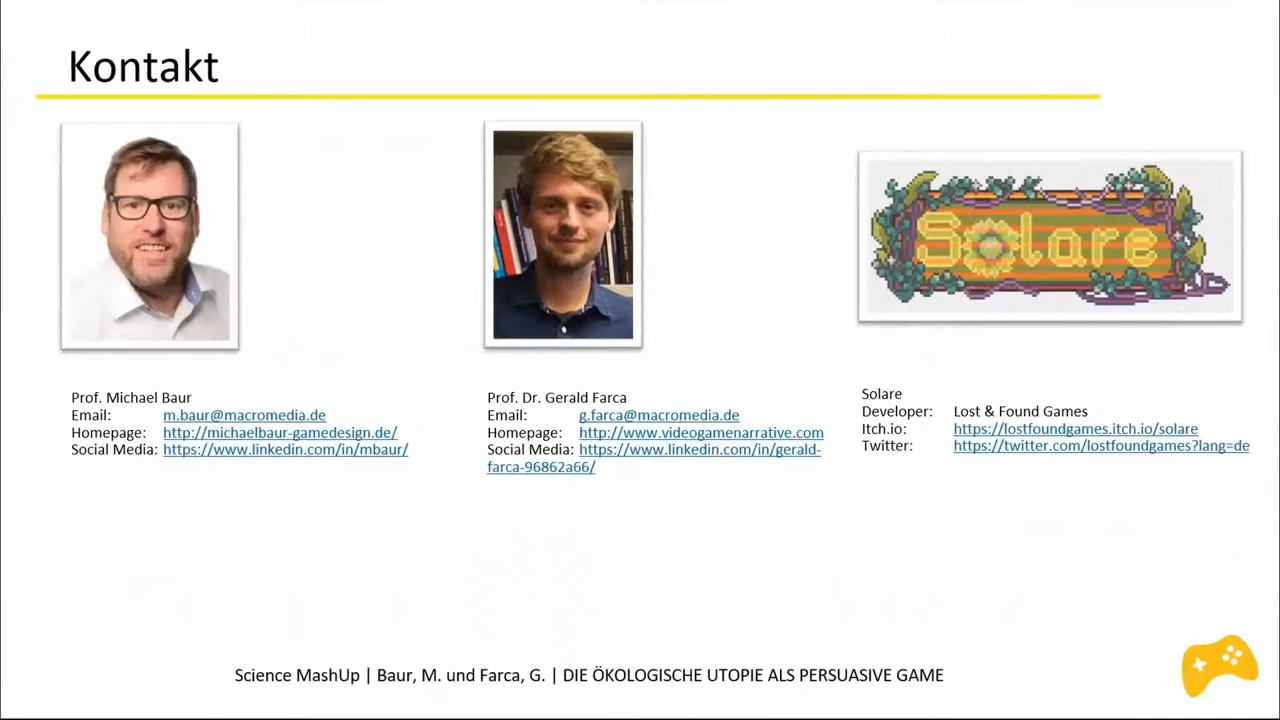 Kontakt
Solare
Prof. Michael Baur
Email: m.baur@macromedia.de
Homepage: http://michaelbaur-gamedesign.de/
Social Media: https://www.linkedin.com/in/mbaur/
Prof. Dr. Gerald Farca
Email: g.farca@macromedia.de
Homepage: http://www.videogamenarrative.com
Social Media: https://www.linkedin.com/in/gerald-
farca-96862a66/
Solare
Developer: Lost & Found Games
Itch.io: https://lostfoundgames.itch.io/solare
Twitter: https://twitter.com/lostfoundgames?lang=de
Science MashUp | Baur, M. und Farca, G. | DIE ÖKOLOGISCHE UTOPIE ALS PERSUASIVE GAME